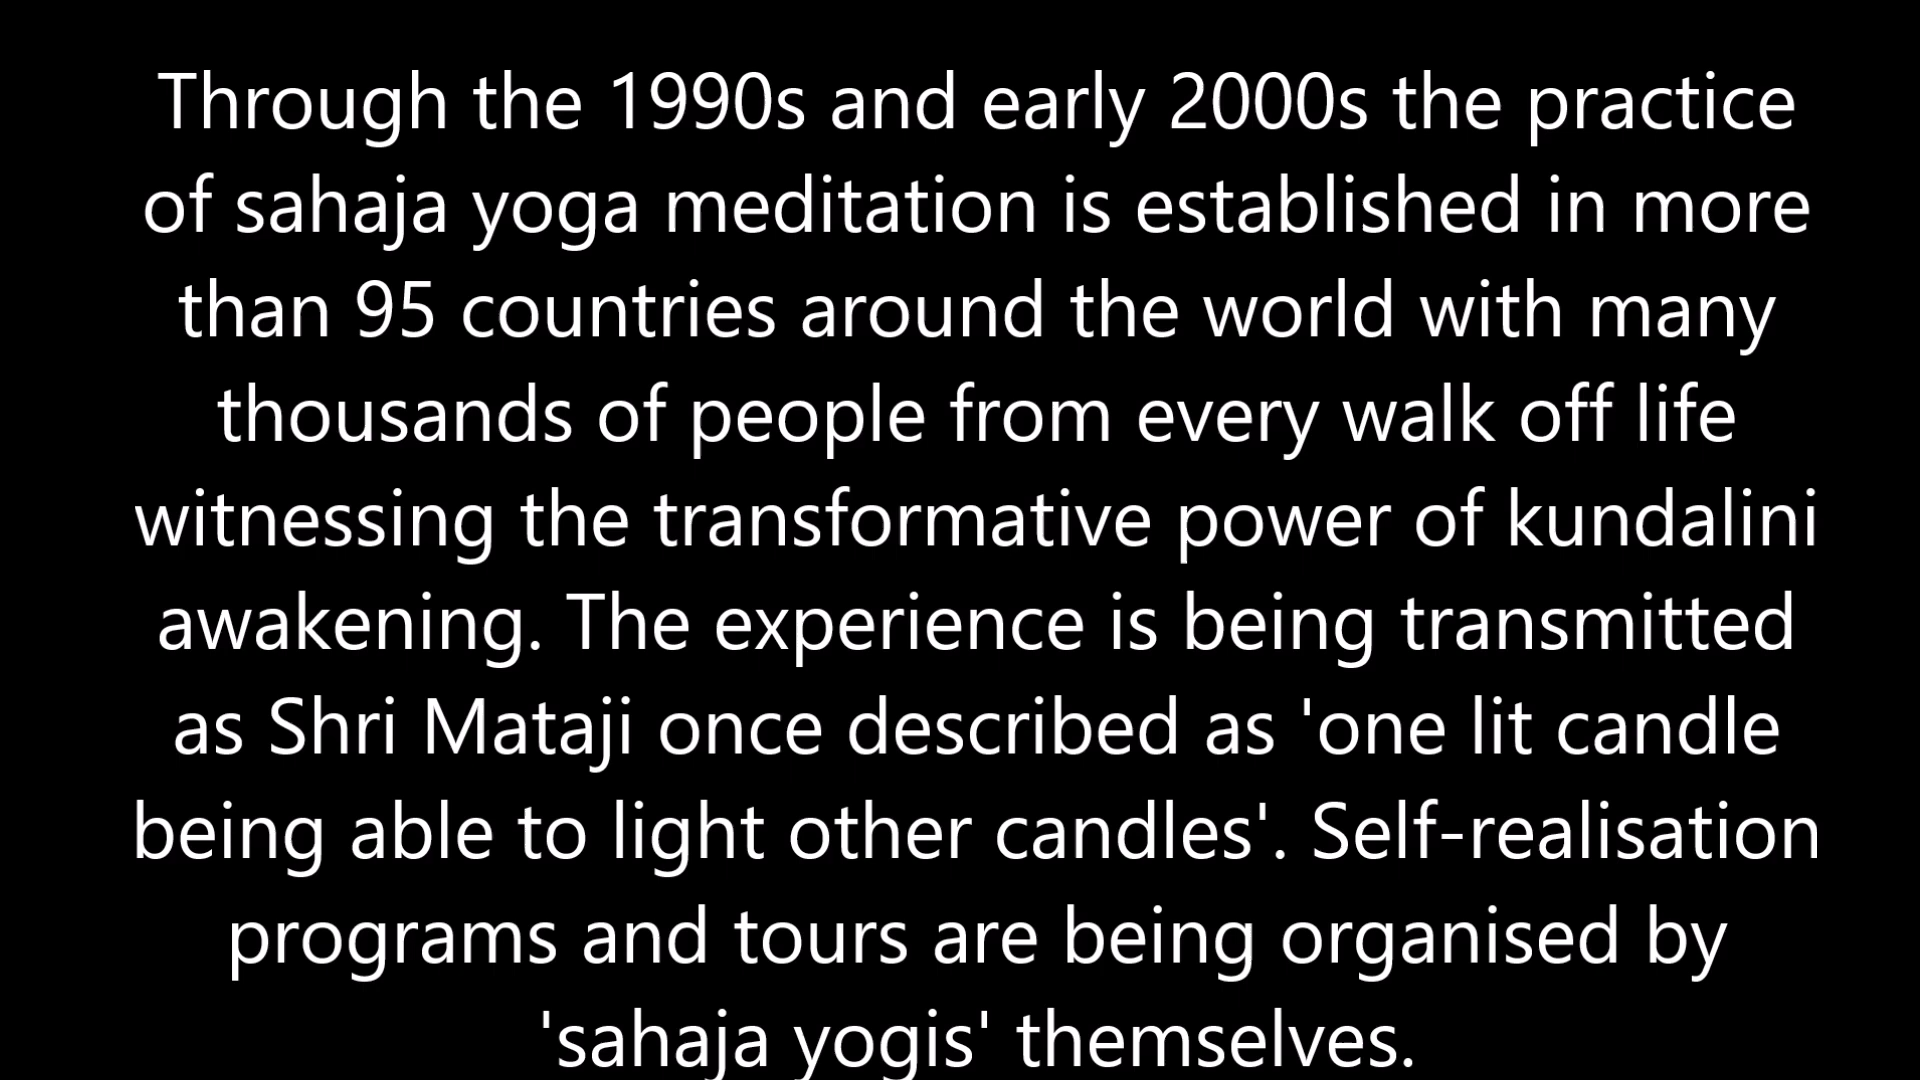 Through the 1990s and early 2000s the practice
of sahaja yoga meditation is established in more
than 95 countries around the world with many
thousands of people from every walk off life
witnessing the transformative power of kundalini
awakening. The experience is being transmitted
as Shri Mataji once described as 'one lit candle
being able to light other candles'. Self-realisation
programs and tours are being organised by
'sahaja yogis' themselves.